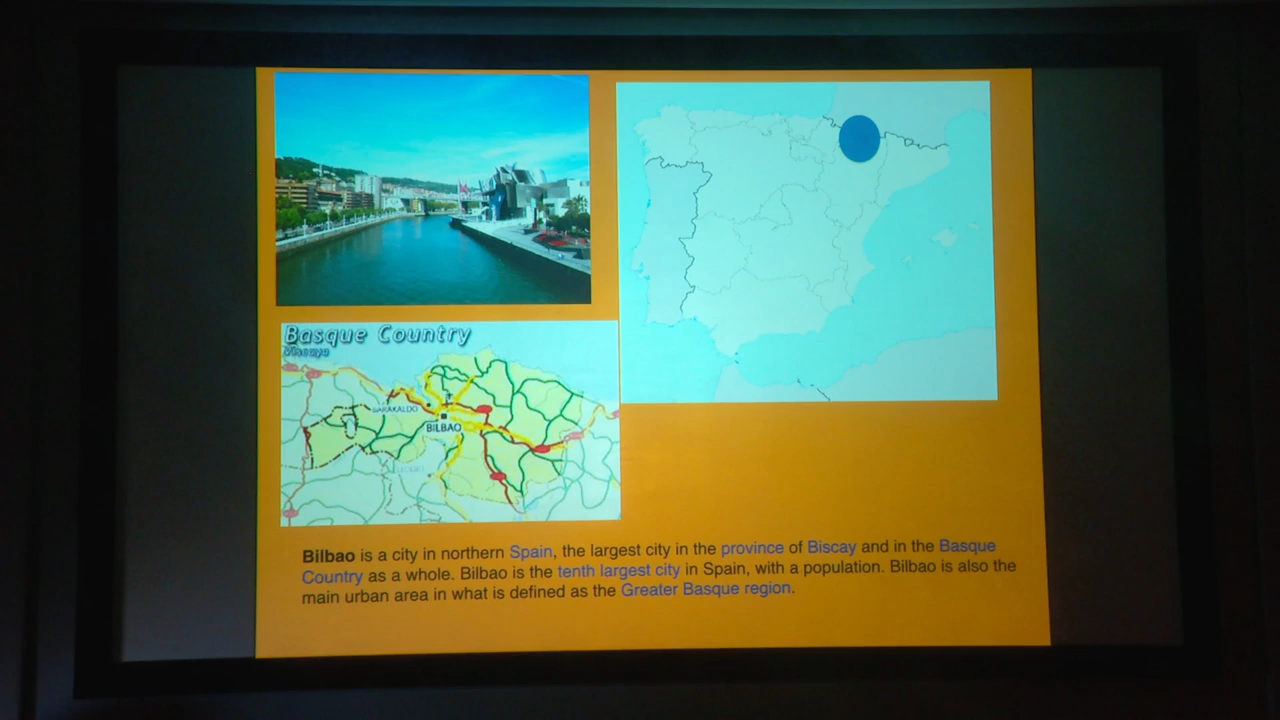 Basque Country
Viscaya
BARAKALDO
BILBAO
Bilbao is a city in northern Spain, the largest city in the province of Biscay and in the Basque
Country as a whole. Bilbao is the tenth largest city in Spain, with a population. Bilbao is also the
main urban area in what is defined as the Greater Basque region.